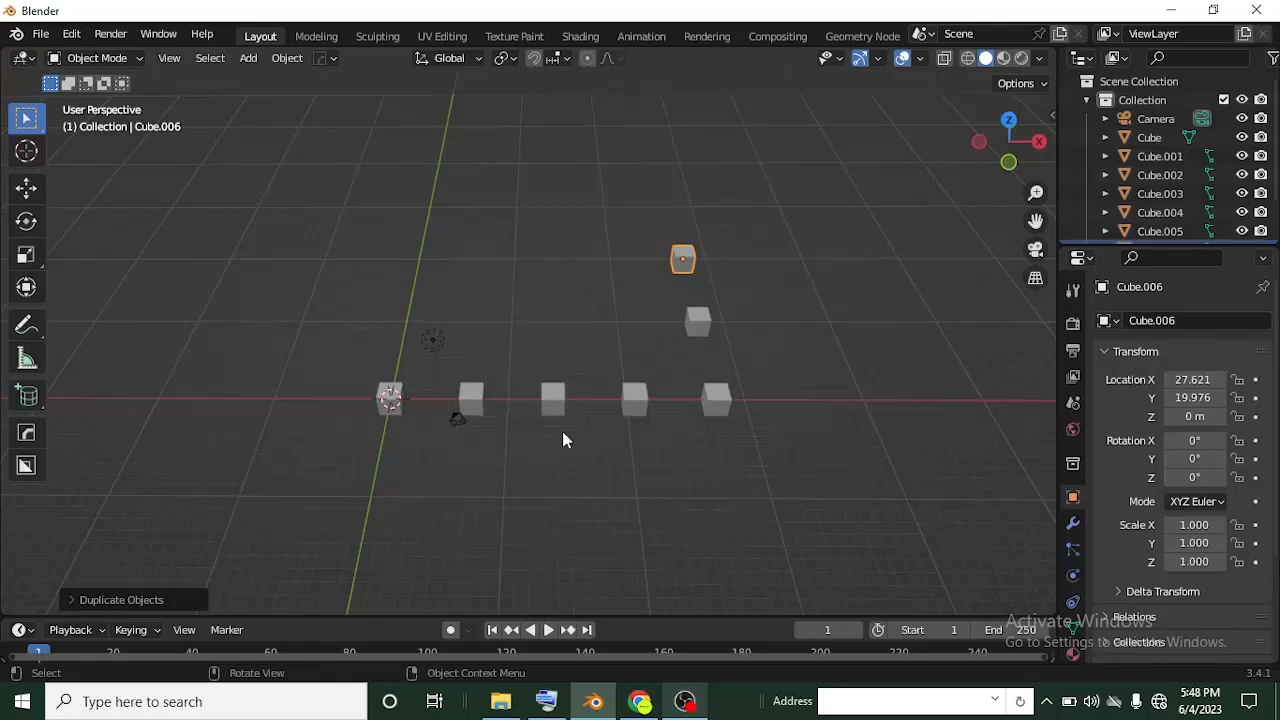 Blender
File Edit Render Window Help Layout Modeling Sculpting UV Editing Texture Paint Shading Animation Rendering Compositing Geometry Node Scene ViewLayer
Object Mode View Select Add Object Global
Options
User Perspective
(1) Collection | Cube.006
Z
X
Scene Collection
Collection
Camera
Cube
Cube.001
Cube.002
Cube.003
Cube.004
Cube.005
Cube.006
Cube.006
Transform
Location X 27.621
Y 19.976
Z 0 m
Rotation X 0°
Y 0°
Z 0°
Mode XYZ Euler
Scale X 1.000
Y 1.000
Z 1.000
Delta Transform
Relations
Collections
Activate Windows
Go to Settings to activate Windows.
Duplicate Objects
Playback Keying View Marker 1 Start 1 End 250
1 20 40 60 80 100 120 140 160 180 200 220 240
Select Rotate View Object Context Menu 3.4.1
Type here to search
Address
5:48 PM
6/4/2023